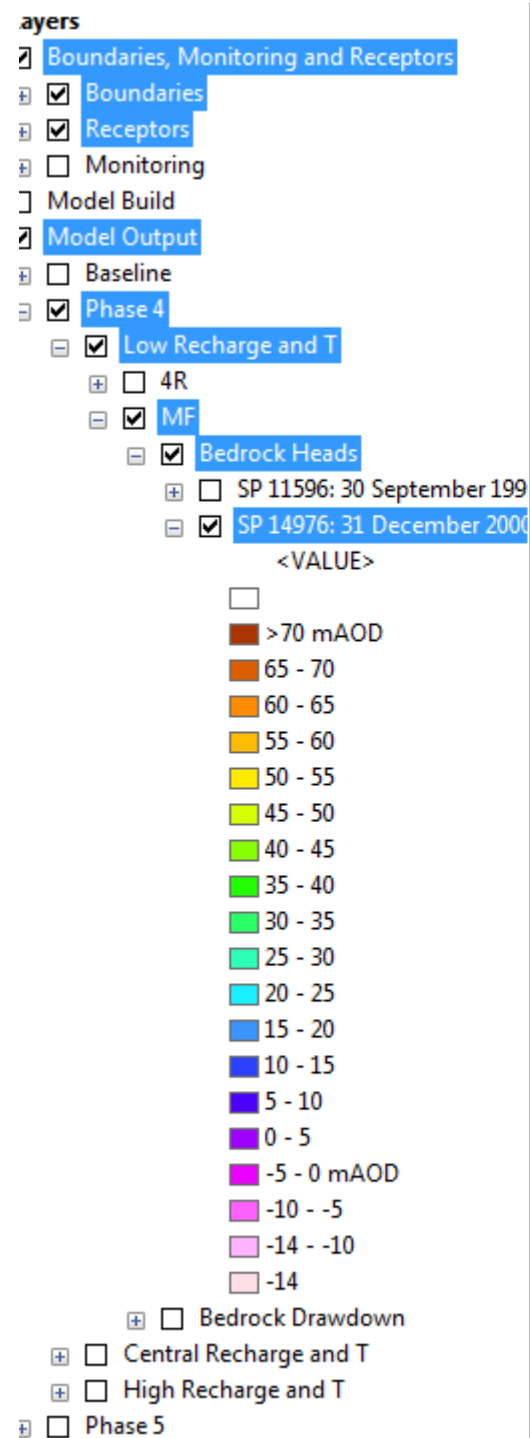 ayers
Boundaries, Monitoring and Receptors
Boundaries
Receptors
Monitoring
Model Build
Model Output
Baseline
Phase 4
Low Recharge and T
4R
MF
Bedrock Heads
SP 11596: 30 September 199
SP 14976: 31 December 2000
<VALUE>
>70 mAOD
65 - 70
60 - 65
55 - 60
50 - 55
45 - 50
40 - 45
35 - 40
30 - 35
25 - 30
20 - 25
15 - 20
10 - 15
5 - 10
0 - 5
-5 - 0 mAOD
-10 - -5
-14 - -10
-14
Bedrock Drawdown
Central Recharge and T
High Recharge and T
Phase 5